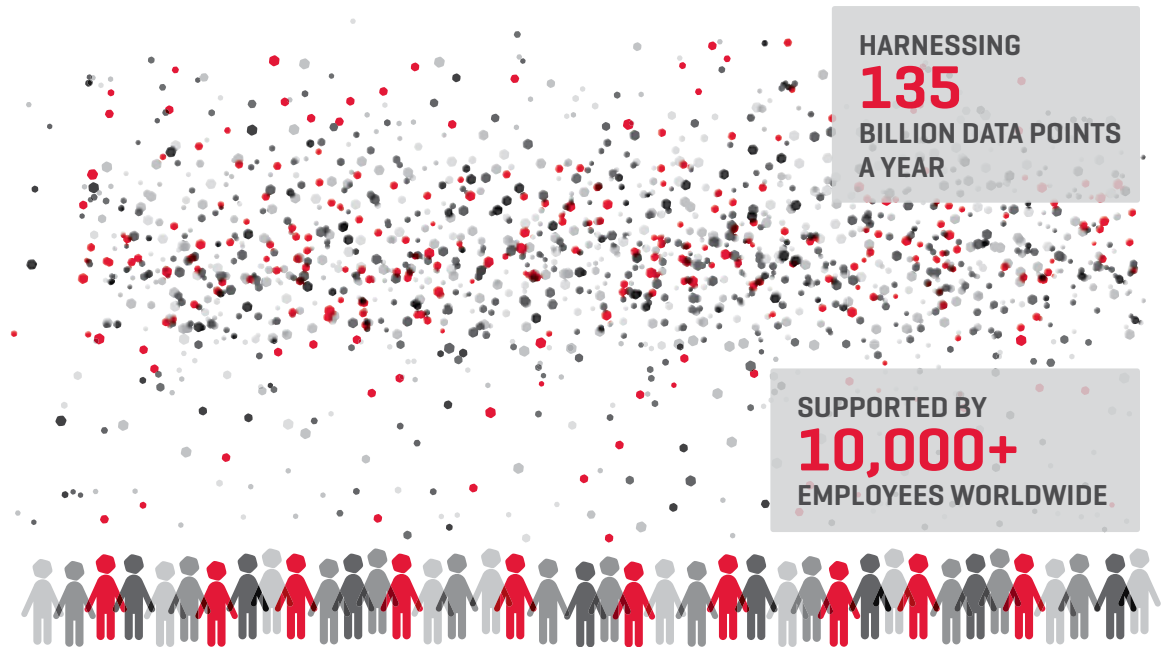 HARNESSING
135
BILLION DATA POINTS
A YEAR
SUPPORTED BY
10,000+
EMPLOYEES WORLDWIDE